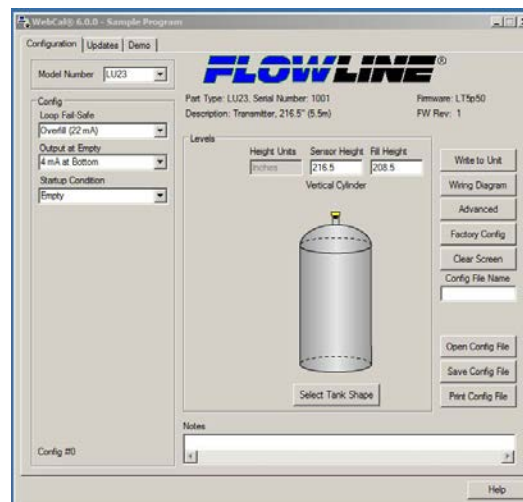 WebCal® 6.0.0 - Sample Program
Configuration Updates Demo
Model Number LU23
FLOWLINE®
Part Type: LU23, Serial Number: 1001 Firmware: LT5p50
Description: Transmitter, 216.5" (5.5m) FW Rev: 1
Config
Loop Fail-Safe
Overfill (22 mA)
Output at Empty
4 mA at Bottom
Startup Condition
Empty
Config #0
Levels
Height Units Sensor Height Fill Height
Inches 216.5 208.5
Vertical Cylinder
Select Tank Shape
Write to Unit
Wiring Diagram
Advanced
Factory Config
Clear Screen
Config File Name
Open Config File
Save Config File
Print Config File
Notes
Help